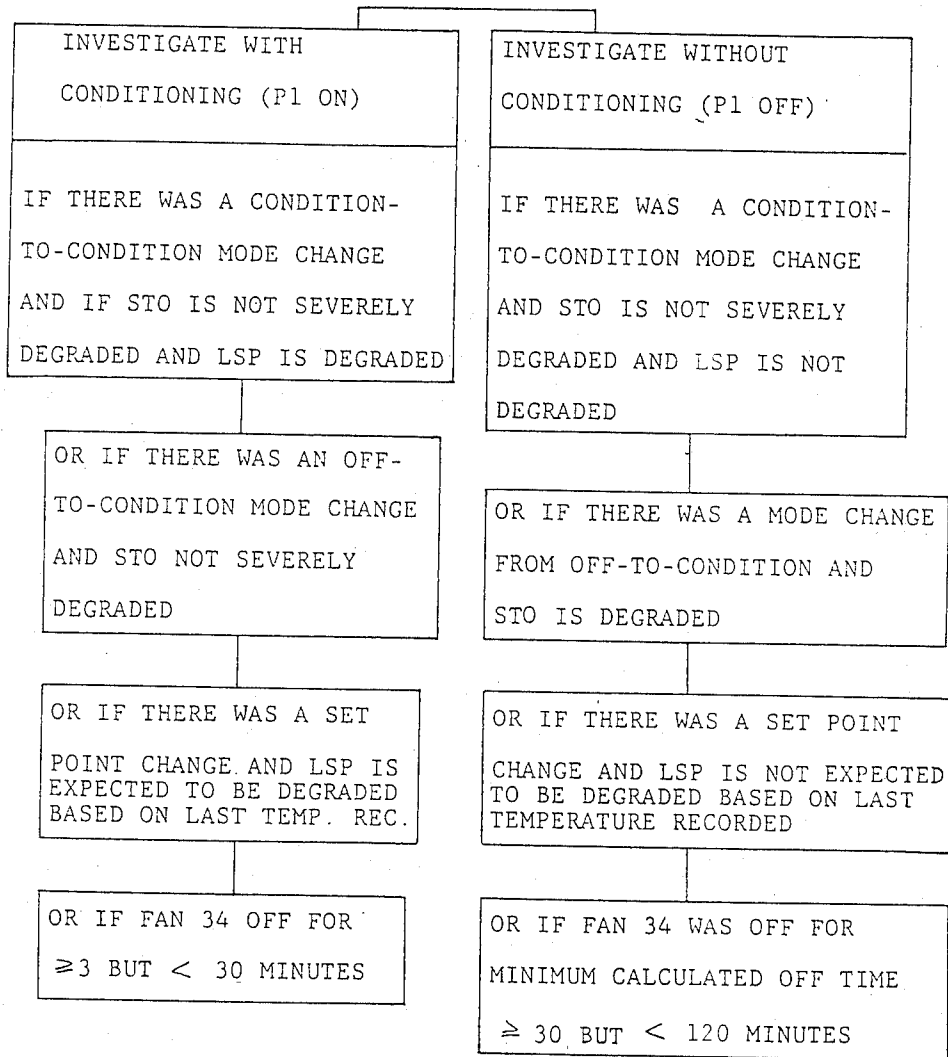 INVESTIGATE WITH
CONDITIONING (P1 ON)
IF THERE WAS A CONDITION-
TO-CONDITION MODE CHANGE
AND IF STO IS NOT SEVERELY
DEGRADED AND LSP IS DEGRADED
OR IF THERE WAS AN OFF-
TO-CONDITION MODE CHANGE
AND STO NOT SEVERELY
DEGRADED
OR IF THERE WAS A SET
POINT CHANGE AND LSP IS
EXPECTED TO BE DEGRADED
BASED ON LAST TEMP. REC.
OR IF FAN 34 OFF FOR
≥3 BUT < 30 MINUTES
INVESTIGATE WITHOUT
CONDITIONING (P1 OFF)
IF THERE WAS A CONDITION-
TO-CONDITION MODE CHANGE
AND STO IS NOT SEVERELY
DEGRADED AND LSP IS NOT
DEGRADED
OR IF THERE WAS A MODE CHANGE
FROM OFF-TO-CONDITION AND
STO IS DEGRADED
OR IF THERE WAS A SET POINT
CHANGE AND LSP IS NOT EXPECTED
TO BE DEGRADED BASED ON LAST
TEMPERATURE RECORDED
OR IF FAN 34 WAS OFF FOR
MINIMUM CALCULATED OFF TIME
≥ 30 BUT < 120 MINUTES